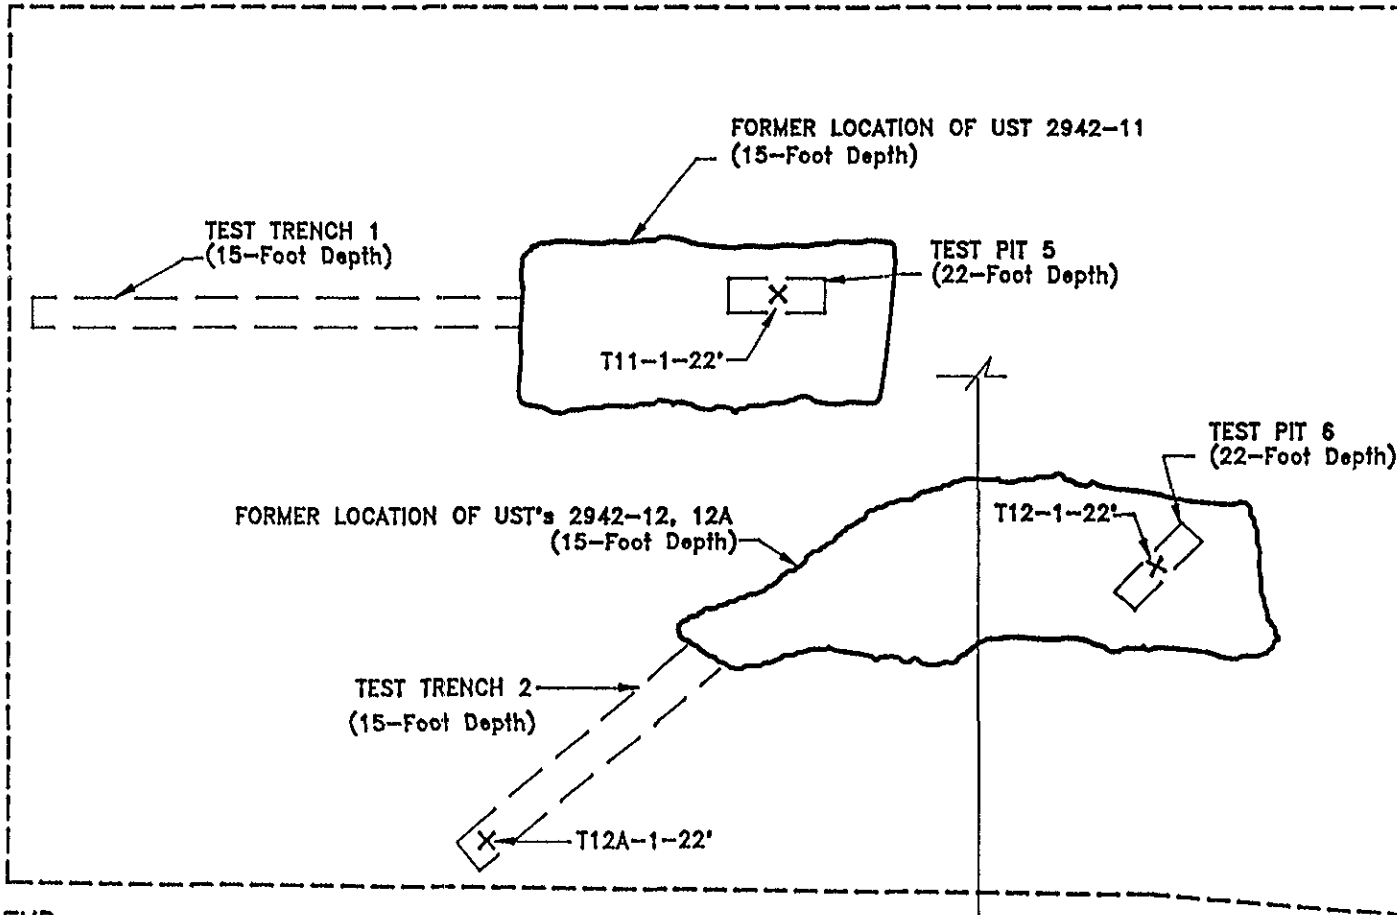 FORMER LOCATION OF UST 2942-11
(15-Foot Depth)
TEST TRENCH 1
(15-Foot Depth)
TEST PIT 5
(22-Foot Depth)
T11-1-22'
TEST PIT 6
(22-Foot Depth)
FORMER LOCATION OF UST's 2942-12, 12A
(15-Foot Depth)
T12-1-22'
TEST TRENCH 2
(15-Foot Depth)
T12A-1-22'